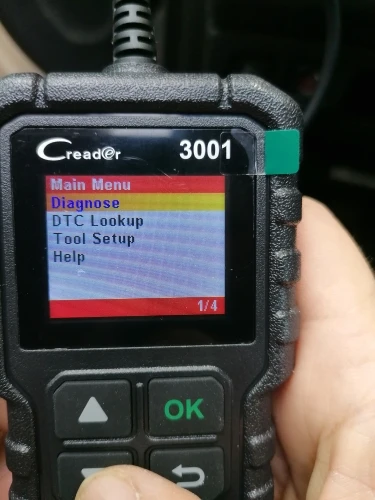 Creader 3001
Main Menu
Diagnose
DTC Lookup
Tool Setup
Help
1/4
OK